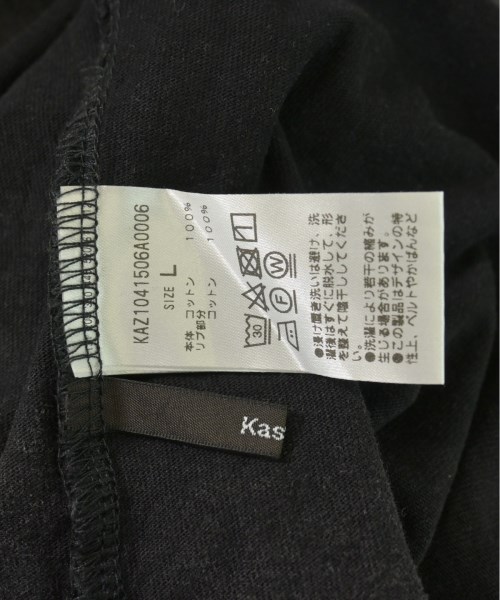 KAZ1041506A0006
SIZE L
本体 コットン 100%
リブ部分
コットン 100%
30
F W
●浸け置き洗いは避け、洗
濯後はすぐに脱水して、形
を整えて陰干ししてくださ
い。
●洗濯により若干の縮みが
生じる場合があります。
●この製品はデザインの特
性上、ベルトやかばんなど
Kas